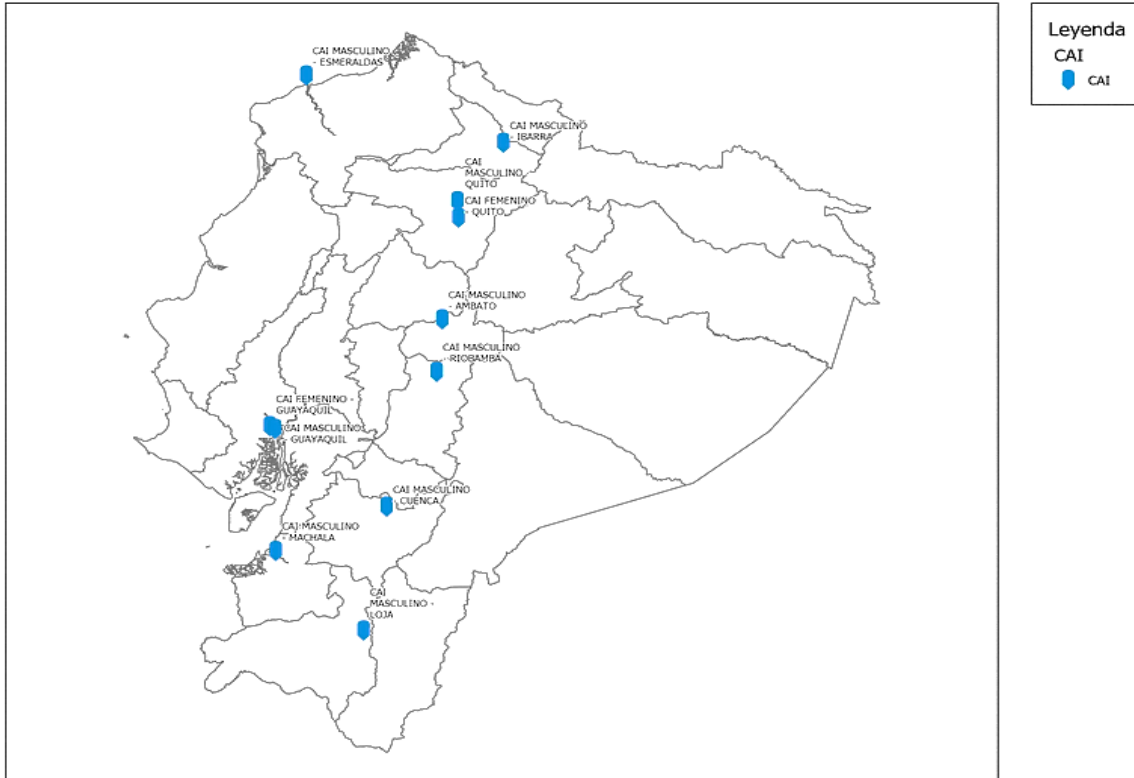 Leyenda
CAI
CAI
CAI MASCULINO
- ESMERALDAS
CAI MASCULINO
- IBARRA
CAI
MASCULINO
QUITO
CAI FEMENINO
- QUITO
CAI MASCULINO
- AMBATO
CAI MASCULINO
- RIOBAMBA
CAI FEMENINO -
GUAYAQUIL
CAI MASCULINO
- GUAYAQUIL
CAI MASCULINO
- CUENCA
CAI MASCULINO
- MACHALA
CAI
MASCULINO -
LOJA